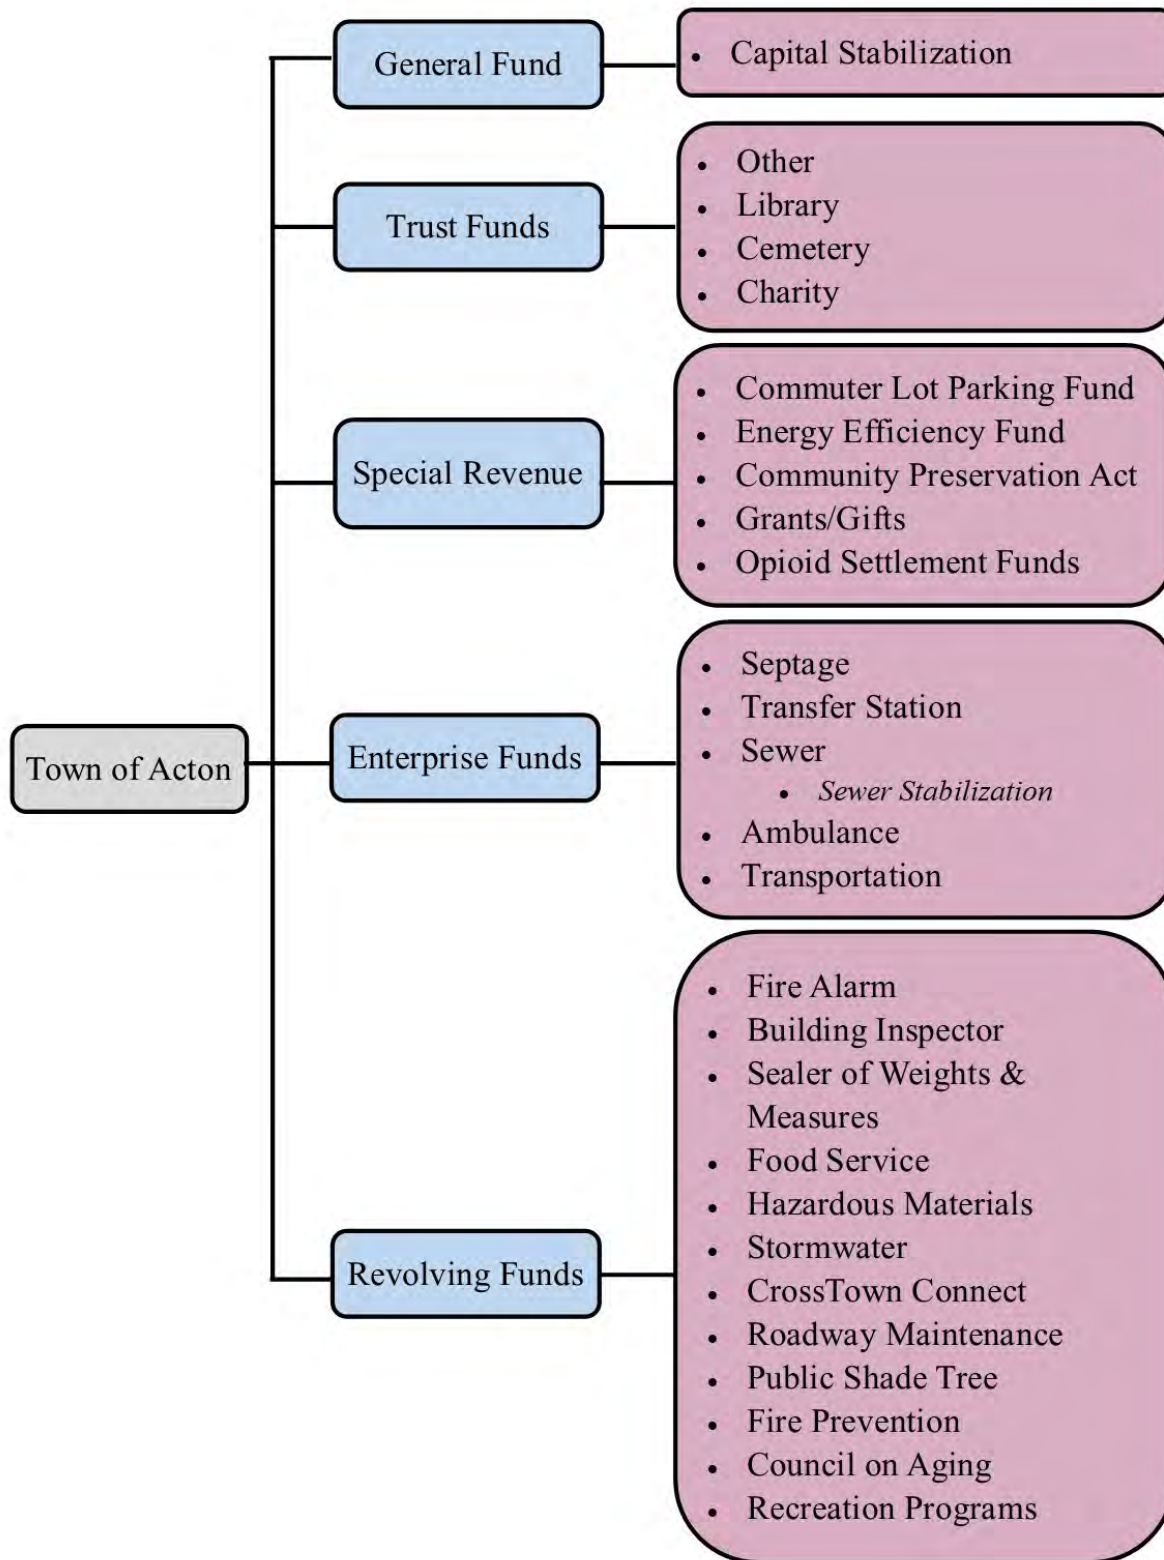 General Fund
• Capital Stabilization
Trust Funds
• Other
• Library
• Cemetery
• Charity
Special Revenue
• Commuter Lot Parking Fund
• Energy Efficiency Fund
• Community Preservation Act
• Grants/Gifts
• Opioid Settlement Funds
Town of Acton
Enterprise Funds
• Septage
• Transfer Station
• Sewer
• Sewer Stabilization
• Ambulance
• Transportation
Revolving Funds
• Fire Alarm
• Building Inspector
• Sealer of Weights &
Measures
• Food Service
• Hazardous Materials
• Stormwater
• CrossTown Connect
• Roadway Maintenance
• Public Shade Tree
• Fire Prevention
• Council on Aging
• Recreation Programs